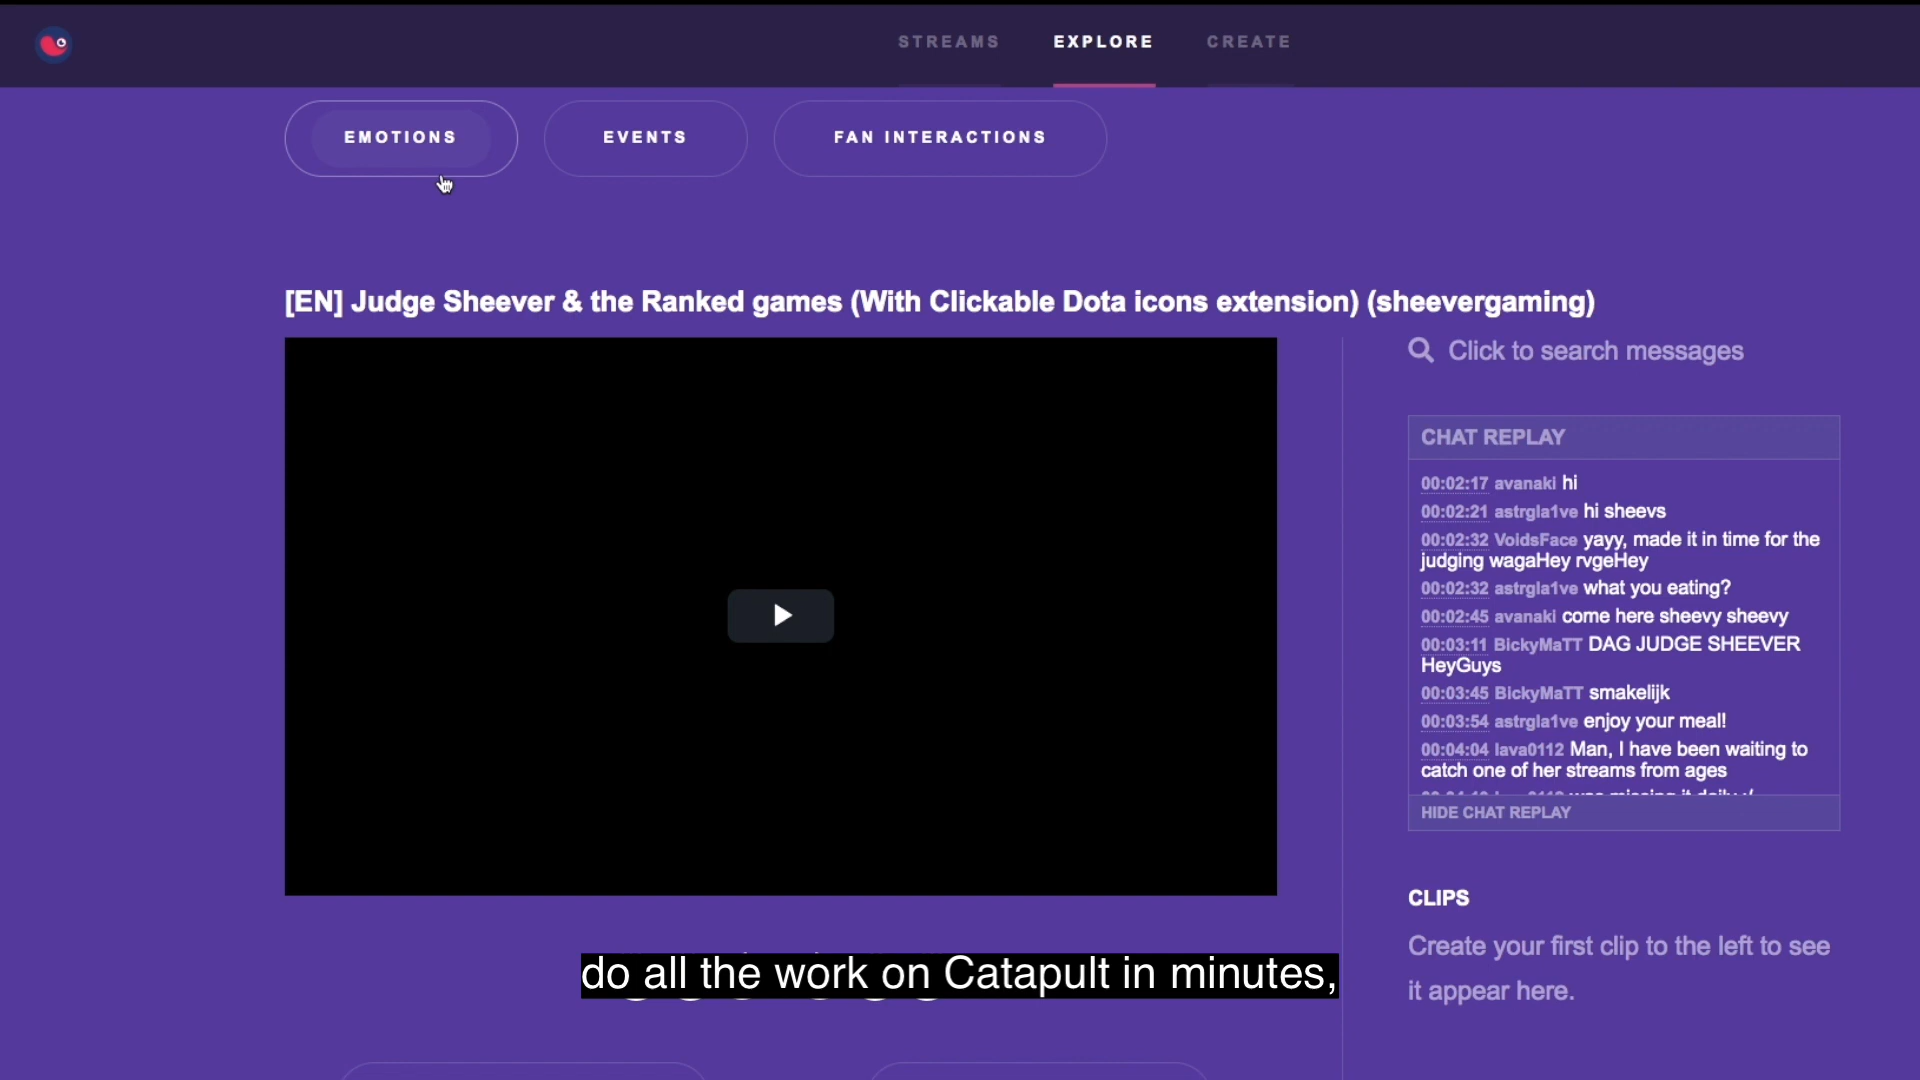 STREAMS EXPLORE CREATE
EMOTIONS EVENTS FAN INTERACTIONS
[EN] Judge Sheever & the Ranked games (With Clickable Dota icons extension) (sheevergaming)
Click to search messages
CHAT REPLAY
00:02:17 avanaki hi
00:02:21 astrgla1ve hi sheevs
00:02:32 VoidsFace yayy, made it in time for the
judging wagaHey rvgeHey
00:02:32 astrgla1ve what you eating?
00:02:45 avanaki come here sheevy sheevy
00:03:11 BickyMaTT DAG JUDGE SHEEVER
HeyGuys
00:03:45 BickyMaTT smakelijk
00:03:54 astrgla1ve enjoy your meal!
00:04:04 lava0112 Man, I have been waiting to
catch one of her streams from ages
HIDE CHAT REPLAY
CLIPS
Create your first clip to the left to see
it appear here.
do all the work on Catapult in minutes,